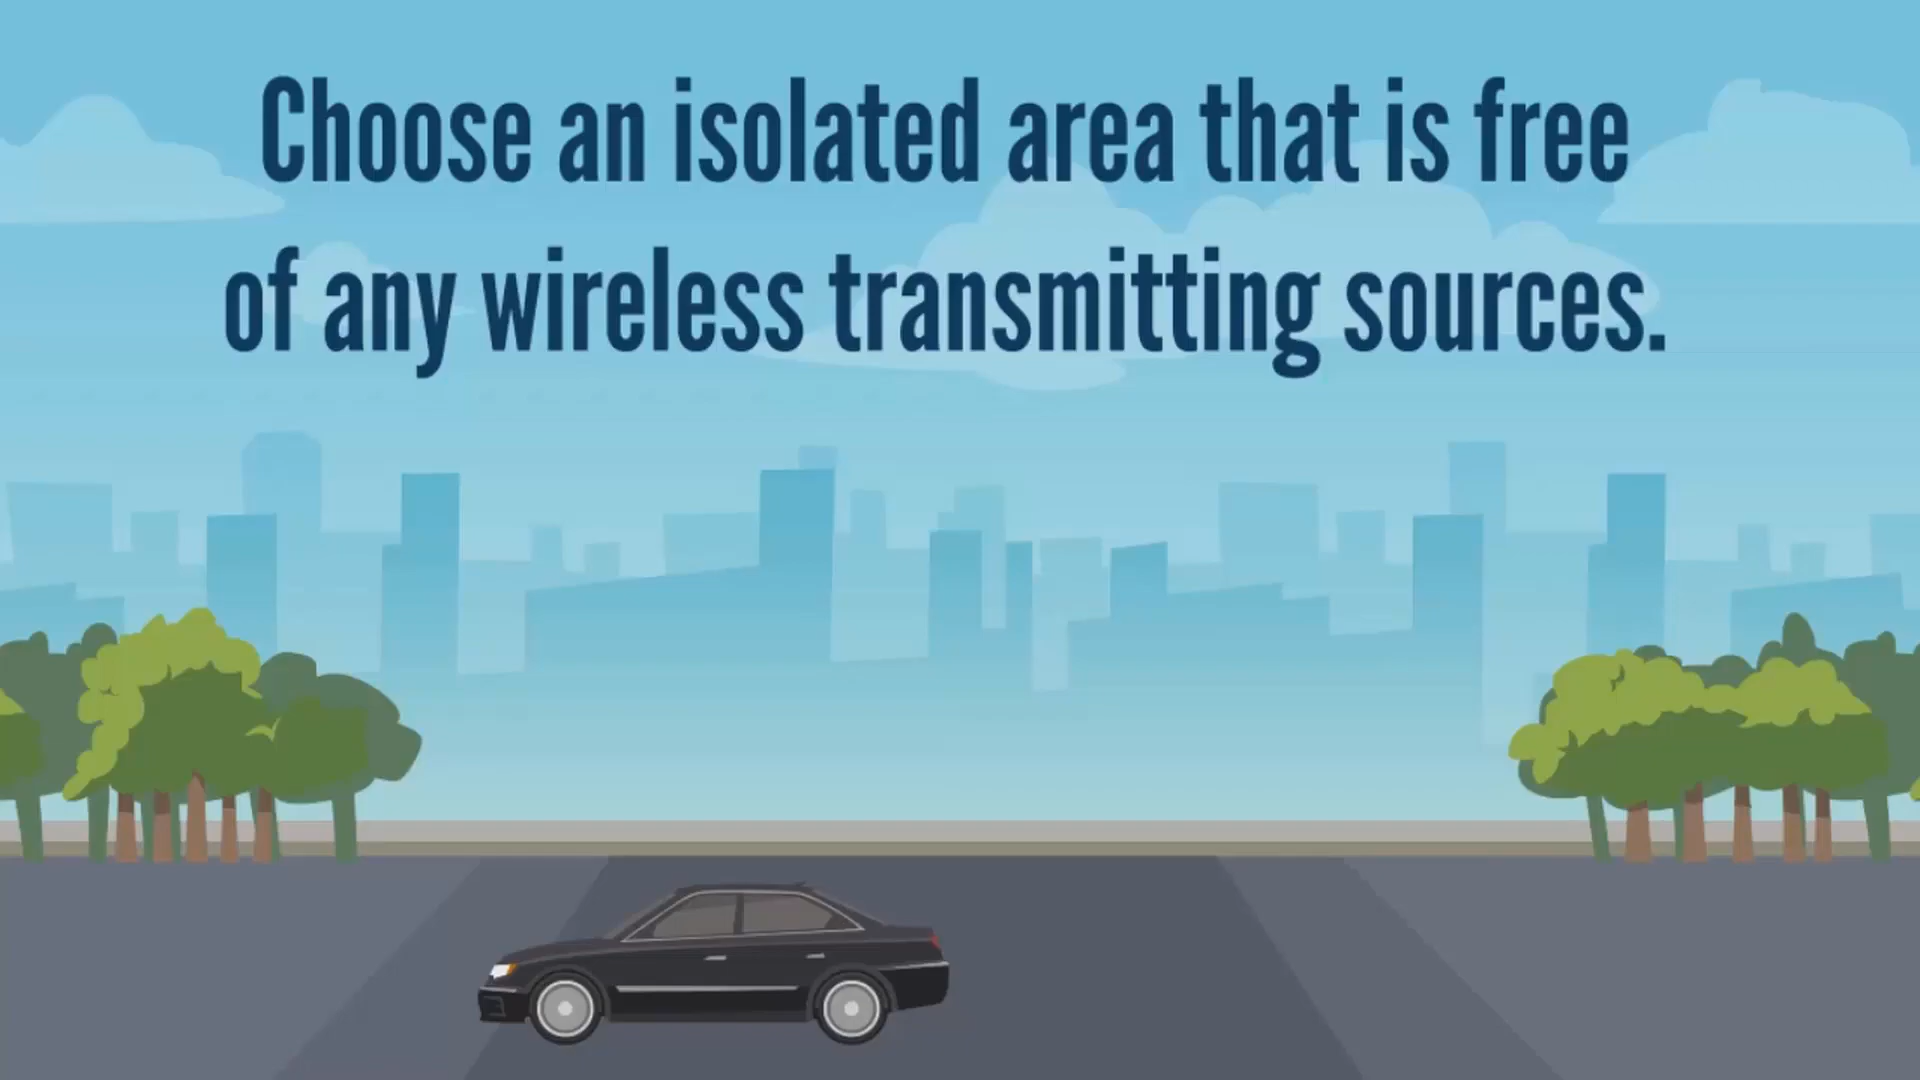 Choose an isolated area that is free
of any wireless transmitting sources.